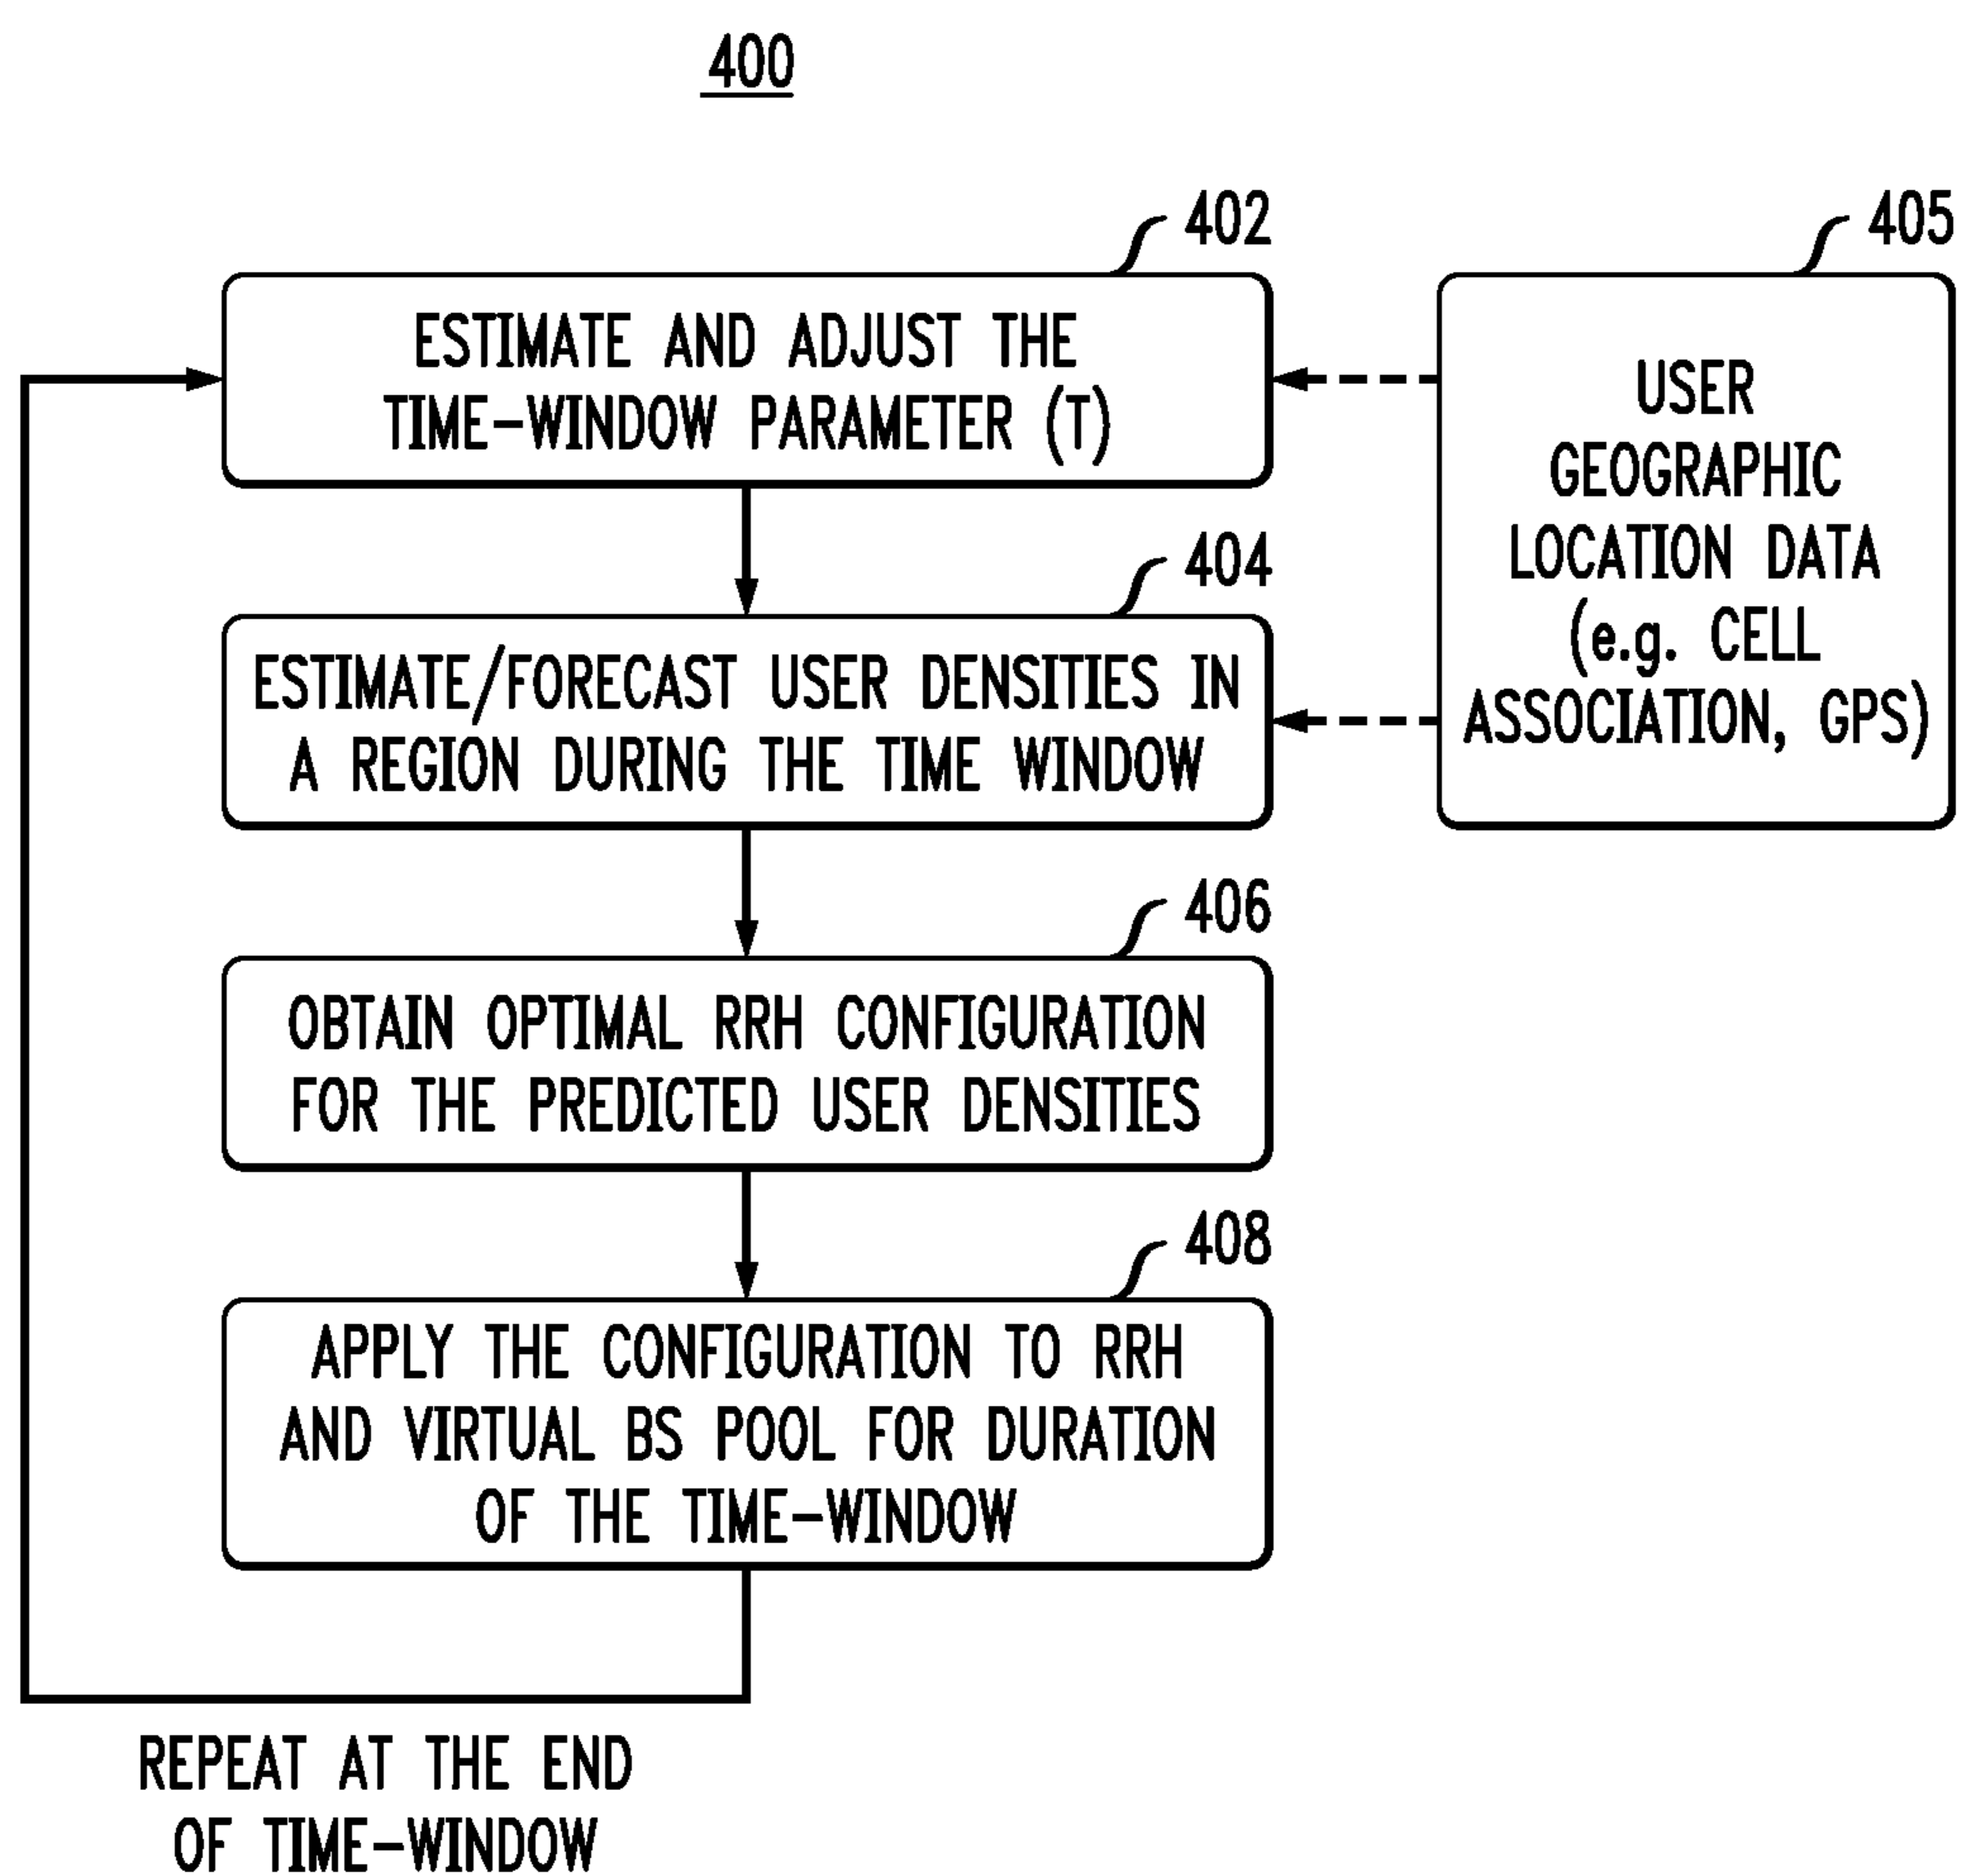 400
402
ESTIMATE AND ADJUST THE
TIME-WINDOW PARAMETER (T)
405
USER
GEOGRAPHIC
LOCATION DATA
(e.g. CELL
ASSOCIATION, GPS)
404
ESTIMATE/FORECAST USER DENSITIES IN
A REGION DURING THE TIME WINDOW
406
OBTAIN OPTIMAL RRH CONFIGURATION
FOR THE PREDICTED USER DENSITIES
408
APPLY THE CONFIGURATION TO RRH
AND VIRTUAL BS POOL FOR DURATION
OF THE TIME-WINDOW
REPEAT AT THE END
OF TIME-WINDOW